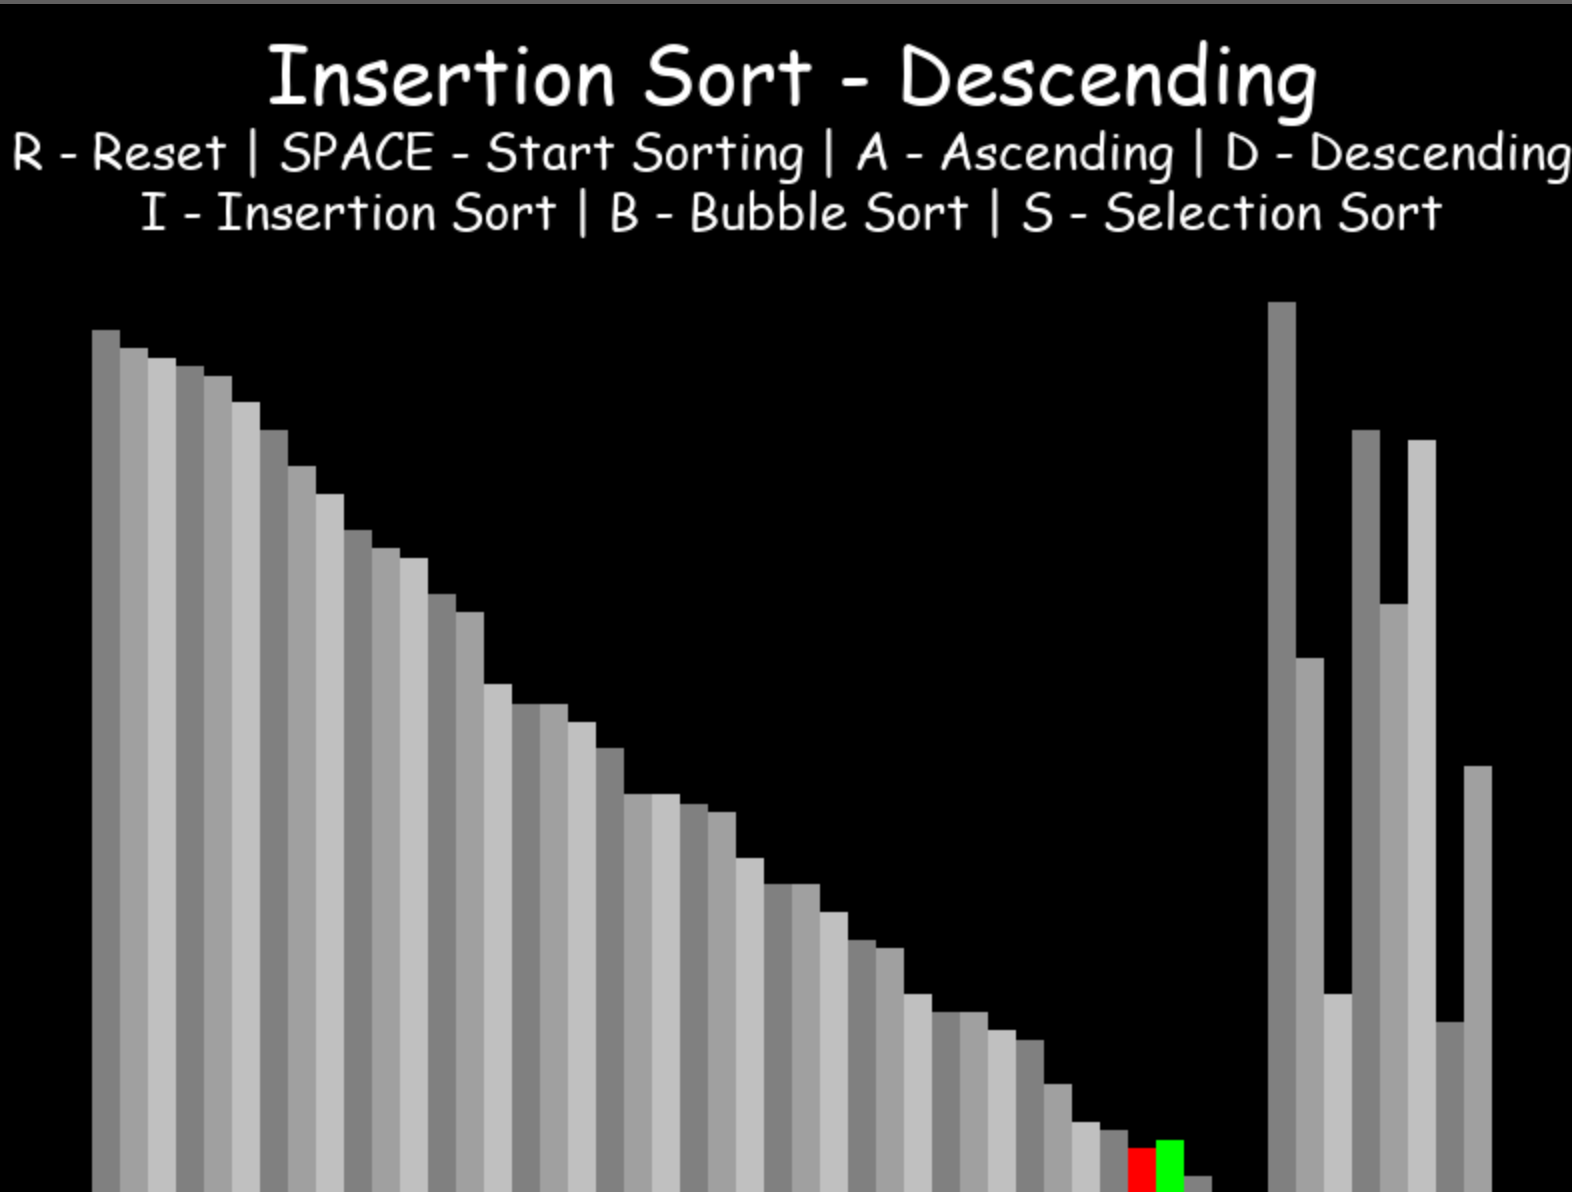 Insertion Sort - Descending
R - Reset | SPACE - Start Sorting | A - Ascending | D - Descending
I - Insertion Sort | B - Bubble Sort | S - Selection Sort